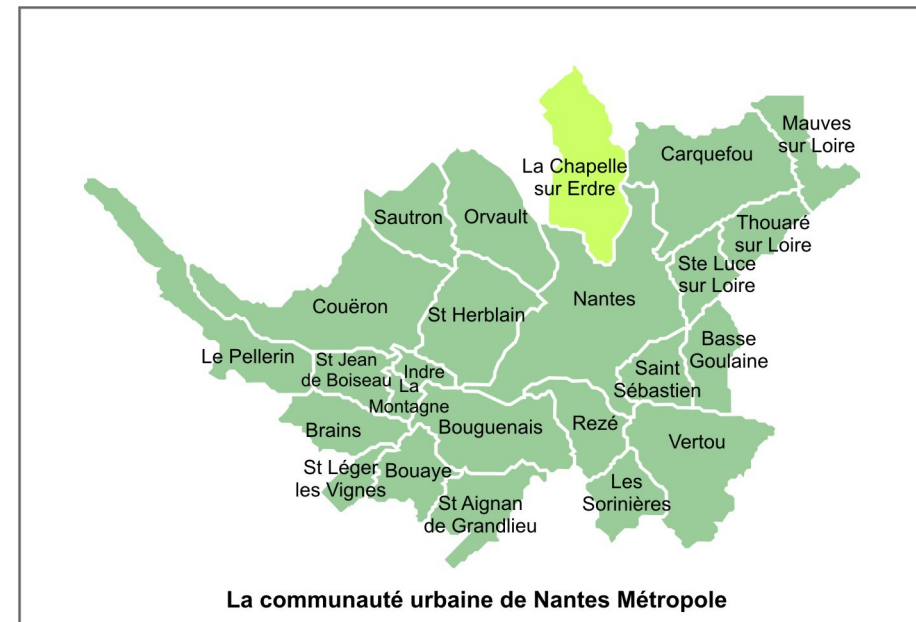 Mauves
sur Loire
Carquefou
La Chapelle
sur Erdre
Sautron
Orvault
Thouaré
sur Loire
Ste Luce
sur Loire
Couëron
St Herblain
Nantes
Basse
Goulaine
Le Pellerin
St Jean
de Boiseau
Indre
La
Montagne
Saint
Sébastien
Brains
Bouguenais
Rezé
Vertou
St Léger
les Vignes
Bouaye
St Aignan
de Grandlieu
Les
Sorinières
La communauté urbaine de Nantes Métropole